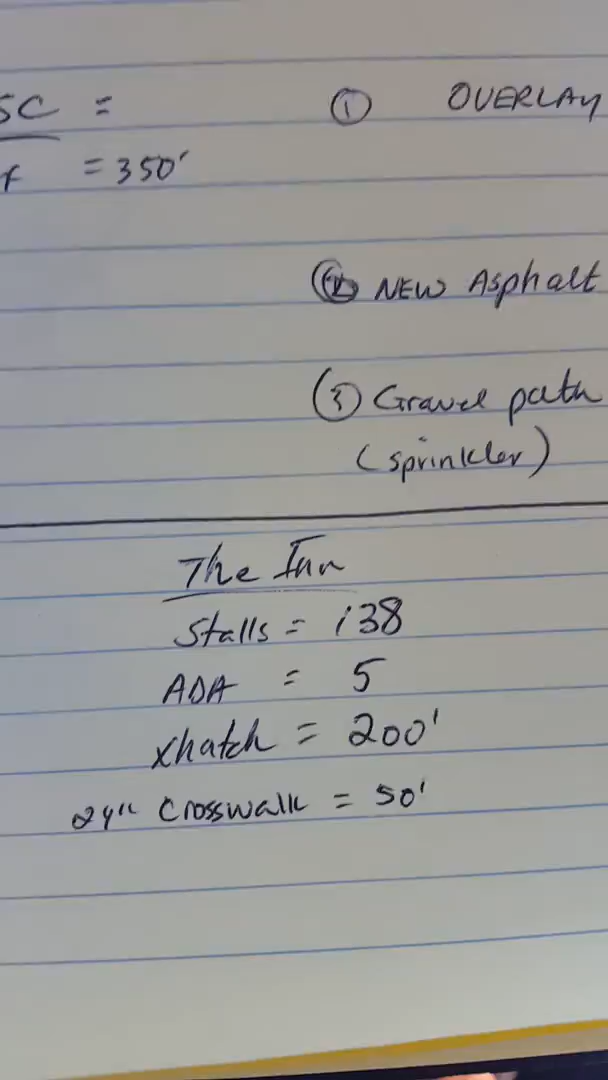 SC =
= 350'
① OVERLAY
② NEW Asphalt
③ Gravel path
(sprinkler)
The Inn
Stalls = 138
ADA = 5
xhatch = 200'
24" Crosswalk = 50'